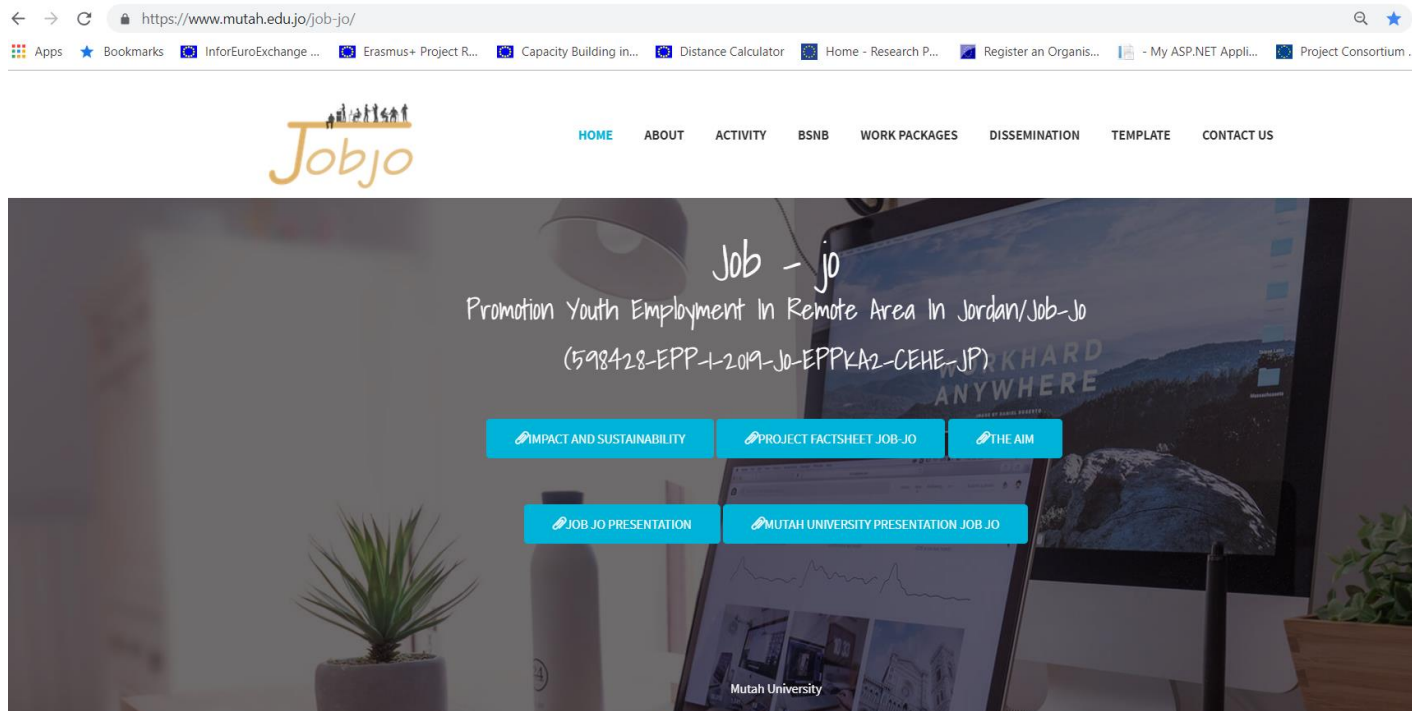 https://www.mutah.edu.jo/job-jo/
Apps Bookmarks InforEuroExchange ... Erasmus+ Project R... Capacity Building in... Distance Calculator Home - Research P... Register an Organis... - My ASP.NET Appli... Project Consortium .
Jobjo
HOME ABOUT ACTIVITY BSNB WORK PACKAGES DISSEMINATION TEMPLATE CONTACT US
Job - jo
Promotion Youth Employment In Remote Area In Jordan/Job-Jo
(598428-EPP-1-2019-Jo-EPPKA2-CEHE-JP)
WORKHARD
ANYWHERE
IMPACT AND SUSTAINABILITY PROJECT FACTSHEET JOB-JO THE AIM
JOB JO PRESENTATION MUTAH UNIVERSITY PRESENTATION JOB JO
Mutah University